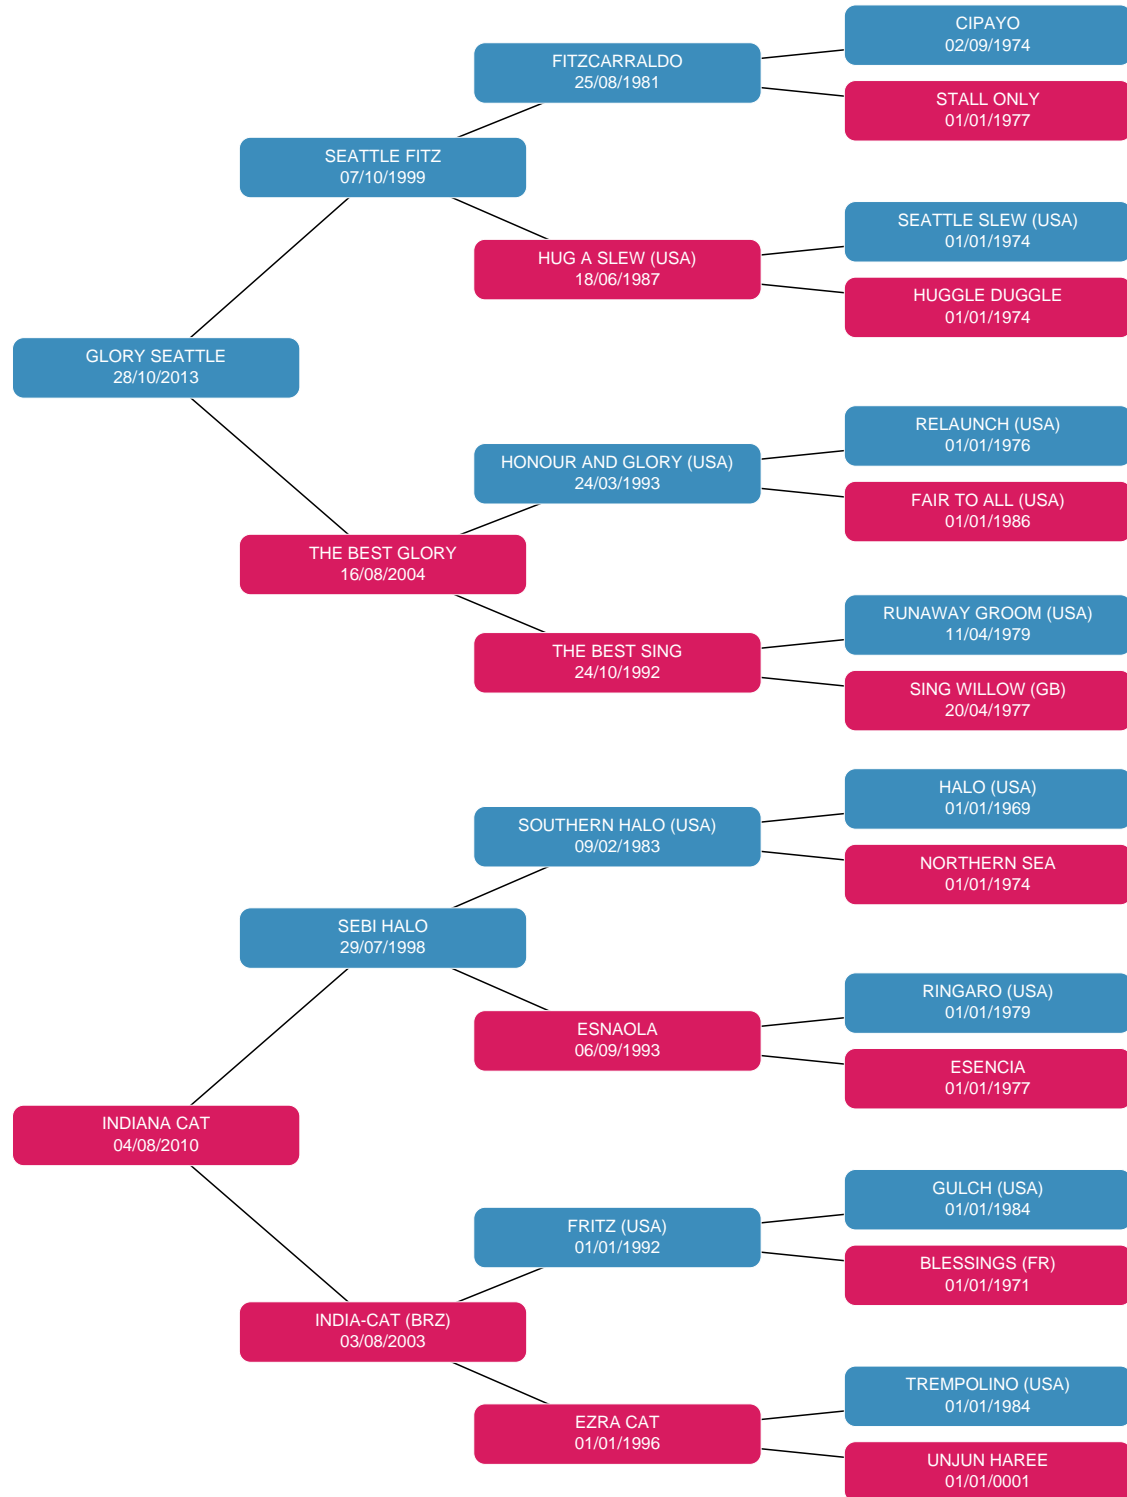 CIPAYO
02/09/1974
FITZCARRALDO
25/08/1981
STALL ONLY
01/01/1977
SEATTLE FITZ
07/10/1999
SEATTLE SLEW (USA)
01/01/1974
HUG A SLEW (USA)
18/06/1987
HUGGLE DUGGLE
01/01/1974
GLORY SEATTLE
28/10/2013
RELAUNCH (USA)
01/01/1976
HONOUR AND GLORY (USA)
24/03/1993
FAIR TO ALL (USA)
01/01/1986
THE BEST GLORY
16/08/2004
RUNAWAY GROOM (USA)
11/04/1979
THE BEST SING
24/10/1992
SING WILLOW (GB)
20/04/1977
HALO (USA)
01/01/1969
SOUTHERN HALO (USA)
09/02/1983
NORTHERN SEA
01/01/1974
SEBI HALO
29/07/1998
RINGARO (USA)
01/01/1979
ESNAOLA
06/09/1993
ESENCIA
01/01/1977
INDIANA CAT
04/08/2010
GULCH (USA)
01/01/1984
FRITZ (USA)
01/01/1992
BLESSINGS (FR)
01/01/1971
INDIA-CAT (BRZ)
03/08/2003
TREMPOLINO (USA)
01/01/1984
EZRA CAT
01/01/1996
UNJUN HAREE
01/01/0001